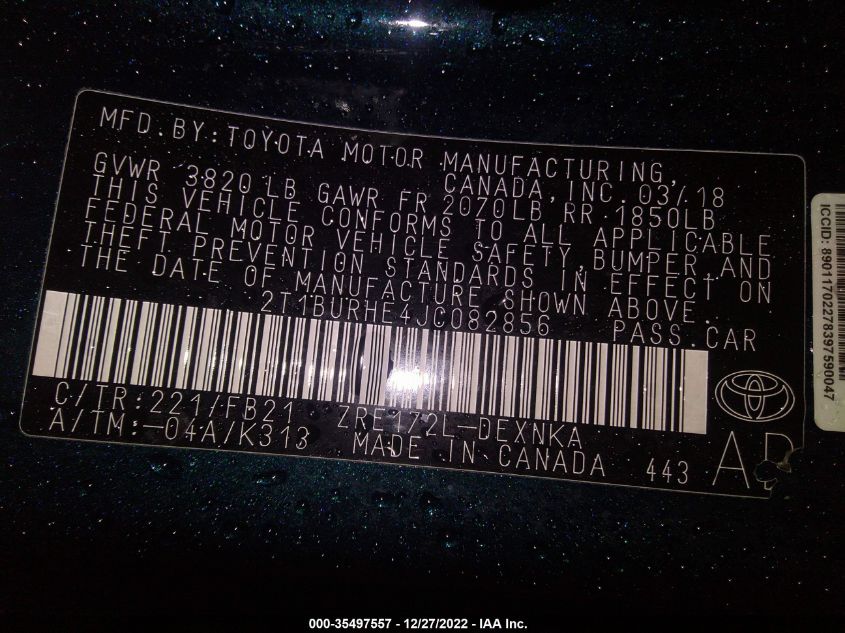 MFD. BY: TOYOTA MOTOR MANUFACTURING,
CANADA, INC. 03/18
GVWR 3820 LB GAWR FR 2070LB RR 1850LB
THIS VEHICLE CONFORMS TO ALL APPLICABLE
FEDERAL MOTOR VEHICLE SAFETY, BUMPER, AND
THEFT PREVENTION STANDARDS IN EFFECT ON
THE DATE OF MANUFACTURE SHOWN ABOVE.
2T1BURHE4JC082856 PASS.CAR
C/TR:221/FB21 ZRE172L-DEXNKA
A/TM:-04A/K313 MADE IN CANADA 443
ICCID: 89011702278397590047
000-35497557 - 12/27/2022 - IAA Inc.